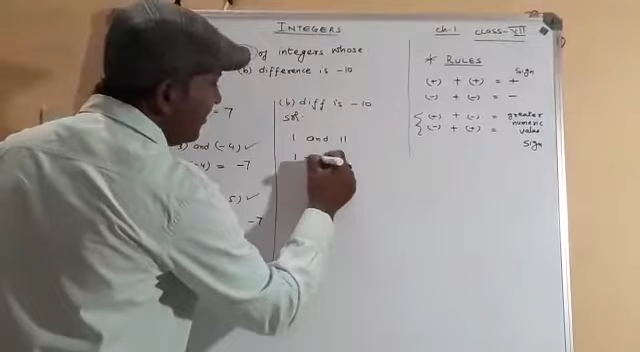 INTEGERS
of integers whose
(b) difference is -10
-7
and (-4) ✓
-4) = -7
5) ✓
-7
(b) diff is -10
Sol.
1 and 11
1
ch-1 class-VII
* RULES
Sign
(+) + (+) = +
(-) + (-) = -
(+) + (-) = greater
(-) + (+) = numeric
value
Sign